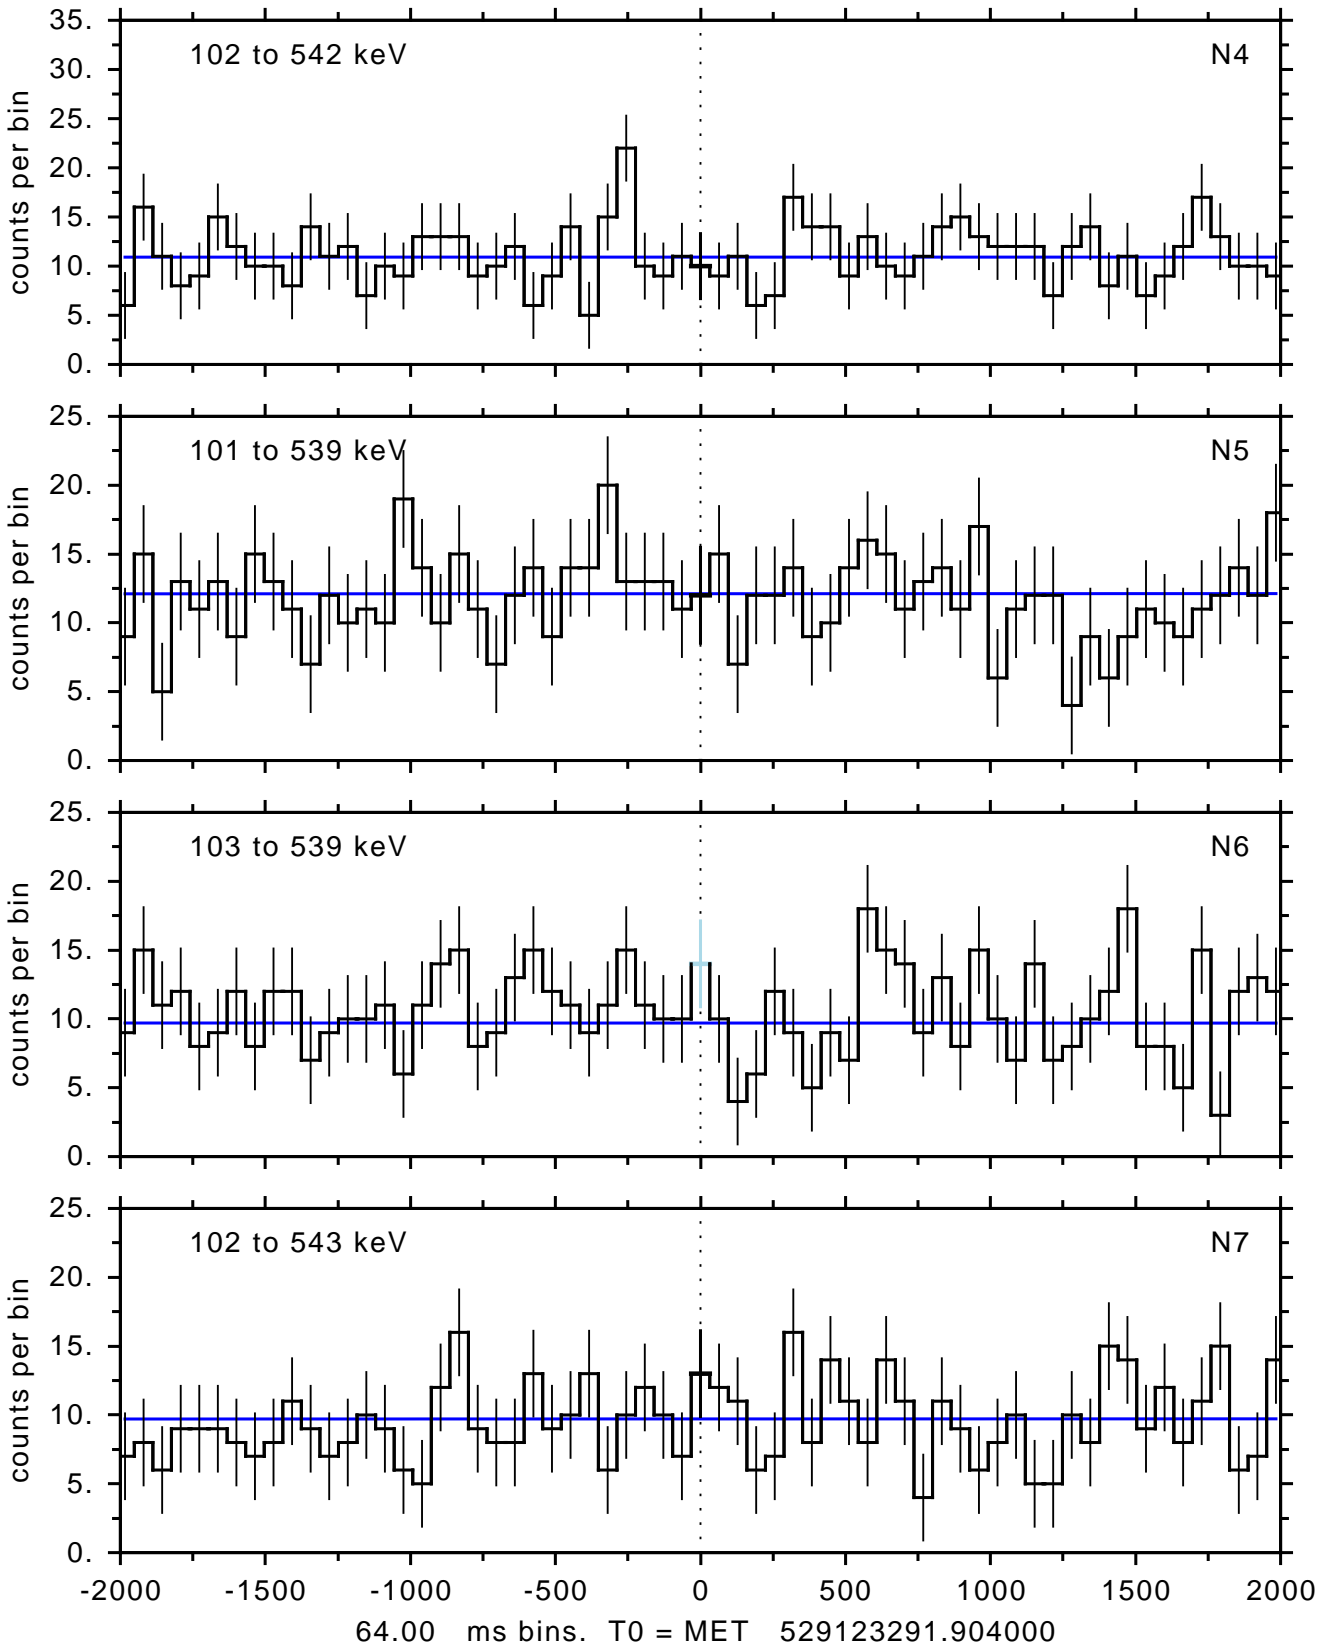 35.
102 to 542 keV N4
30.
25.
20.
15.
10.
5.
0.
counts per bin
25.
101 to 539 keV N5
20.
15.
10.
5.
0.
counts per bin
25.
103 to 539 keV N6
20.
15.
10.
5.
0.
counts per bin
25.
102 to 543 keV N7
20.
15.
10.
5.
0.
counts per bin
-2000 -1500 -1000 -500 0 500 1000 1500 2000
64.00 ms bins. T0 = MET 529123291.904000